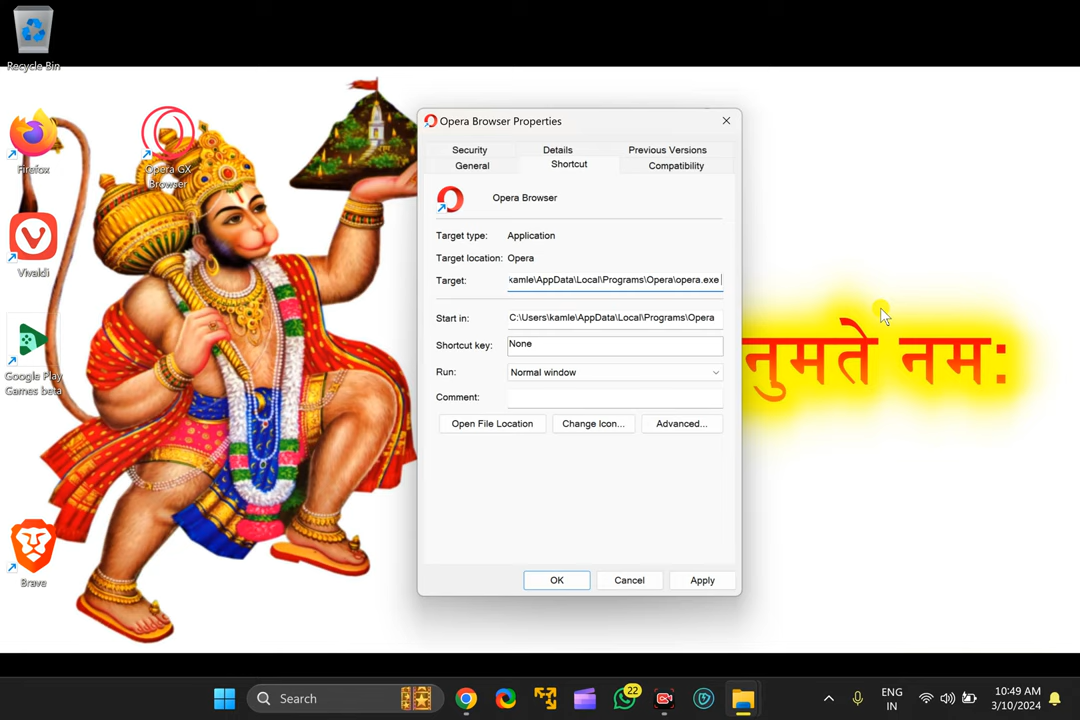 Recycle Bin
Firefox
Opera GX
Browser
Vivaldi
Google Play
Games beta
Brave
Opera Browser Properties
Security
Details
Previous Versions
General
Shortcut
Compatibility
Opera Browser
Target type:
Application
Target location:
Opera
Target:
kamle\AppData\Local\Programs\Opera\opera.exe
Start in:
C:\Users\kamle\AppData\Local\Programs\Opera
Shortcut key:
None
Run:
Normal window
Comment:
Open File Location
Change Icon...
Advanced...
OK
Cancel
Apply
नुमते नमः
Search
22
ENG
IN
10:49 AM
3/10/2024